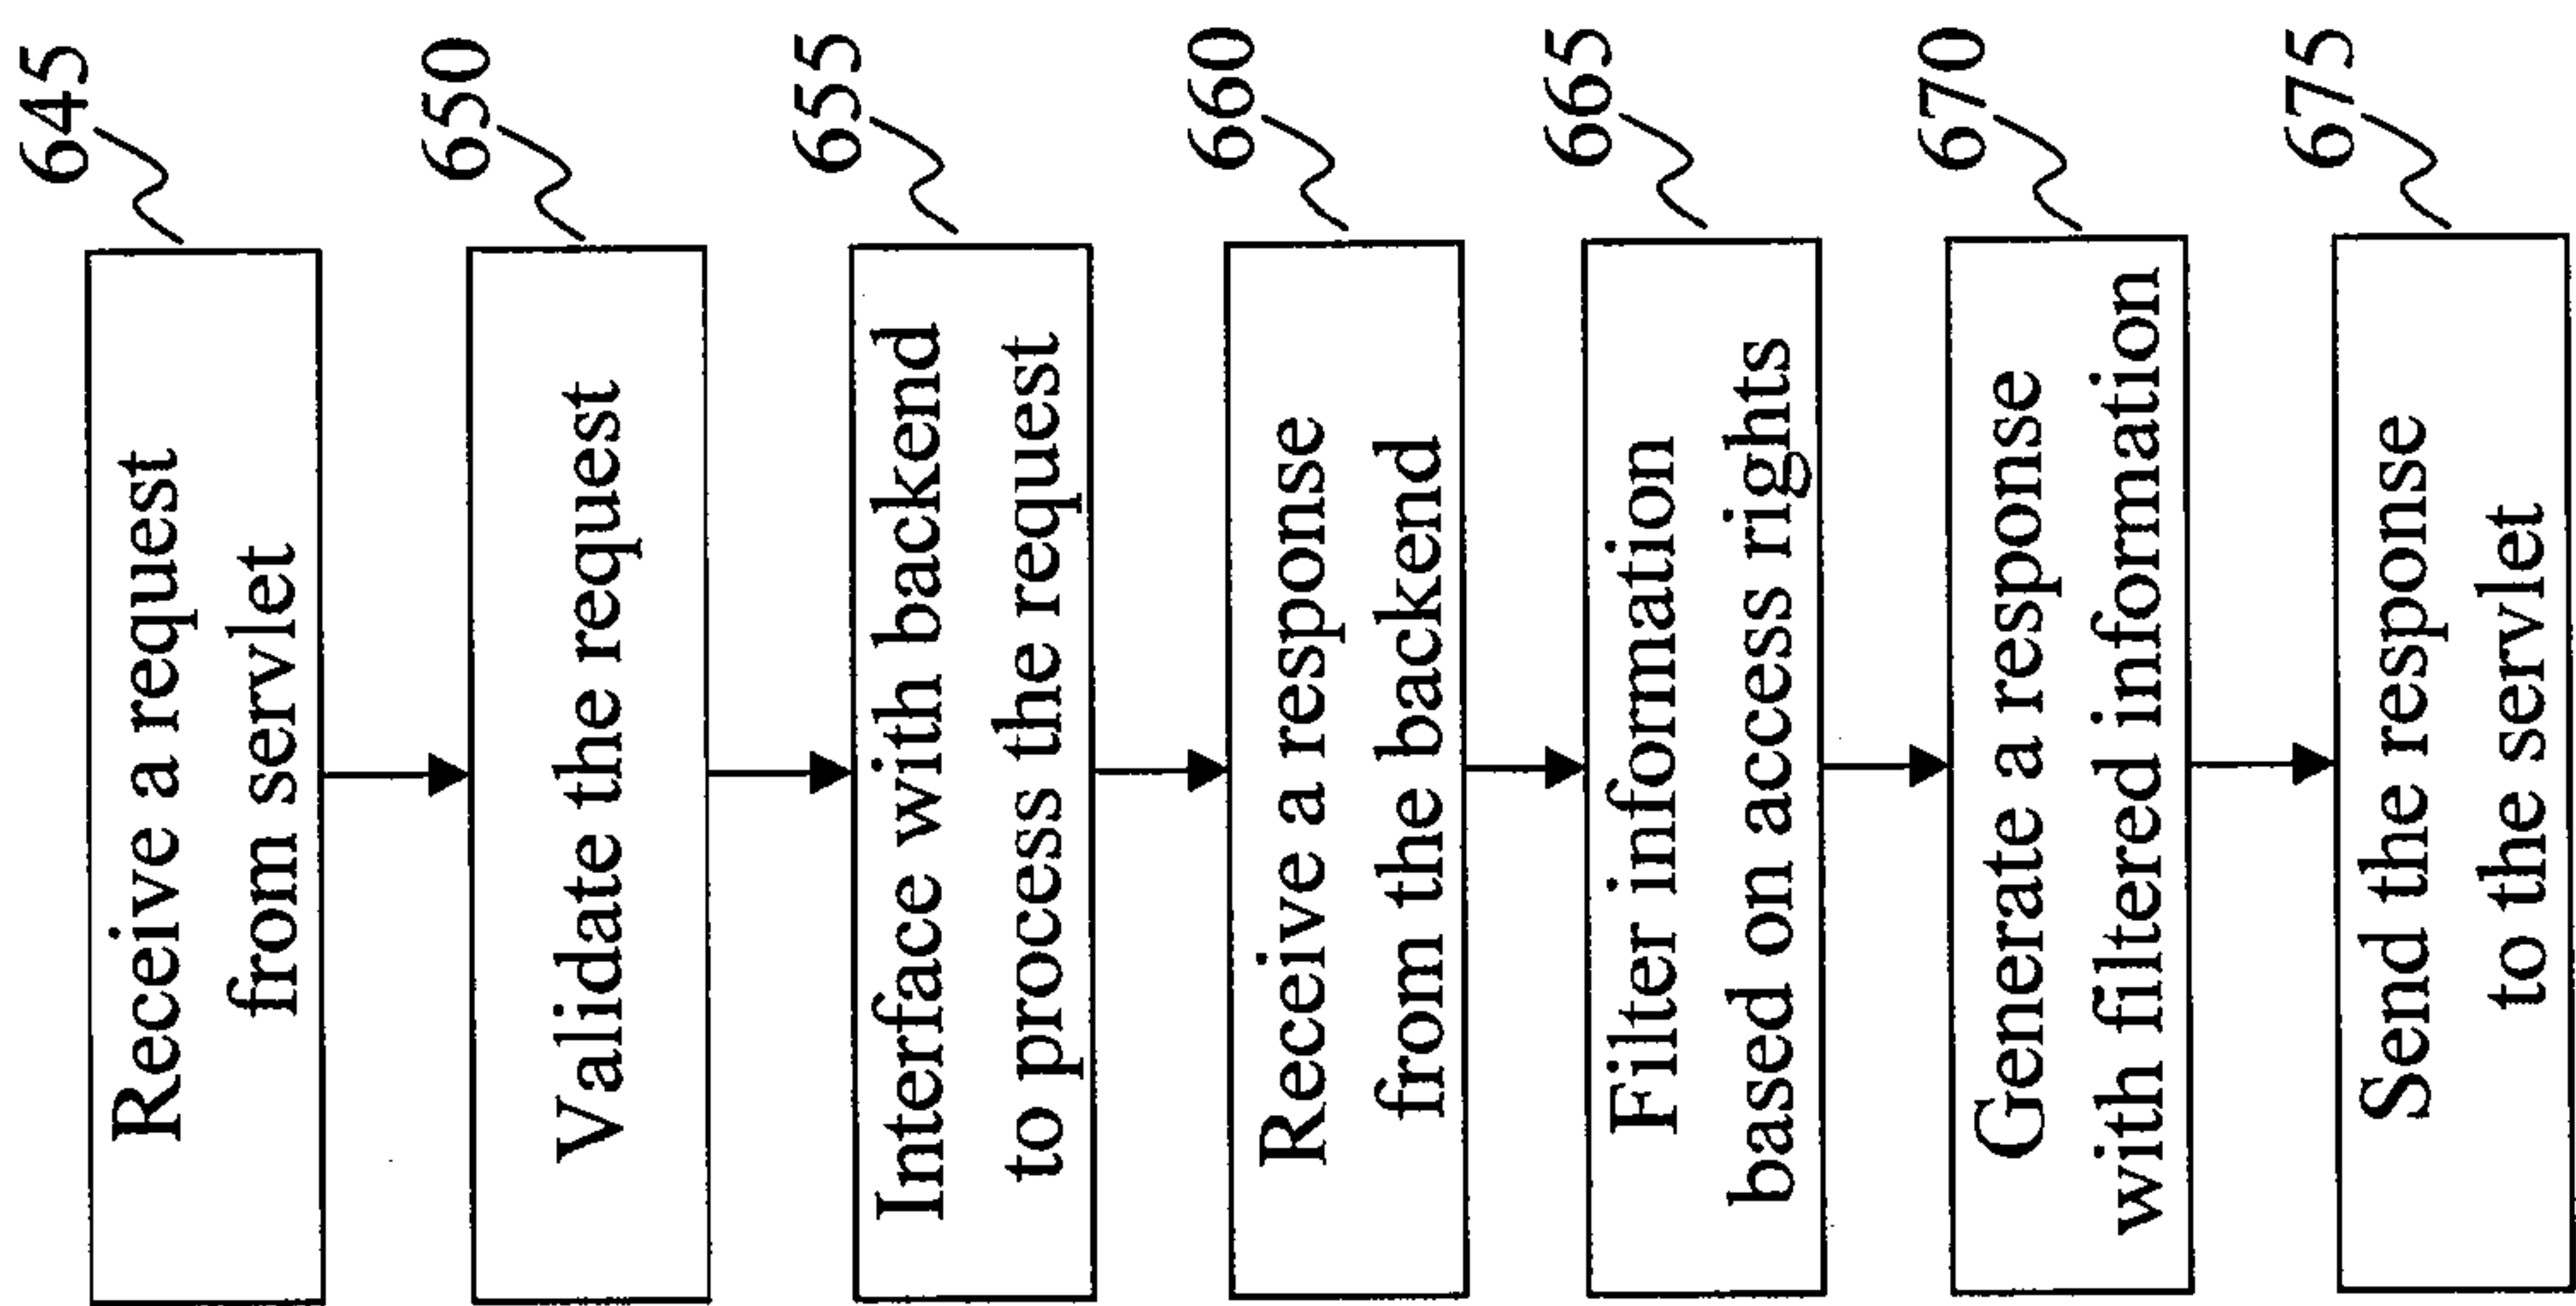 645
Receive a request
from servlet
650
Validate the request
655
Interface with backend
to process the request
660
Receive a response
from the backend
665
Filter information
based on access rights
670
Generate a response
with filtered information
675
Send the response
to the servlet